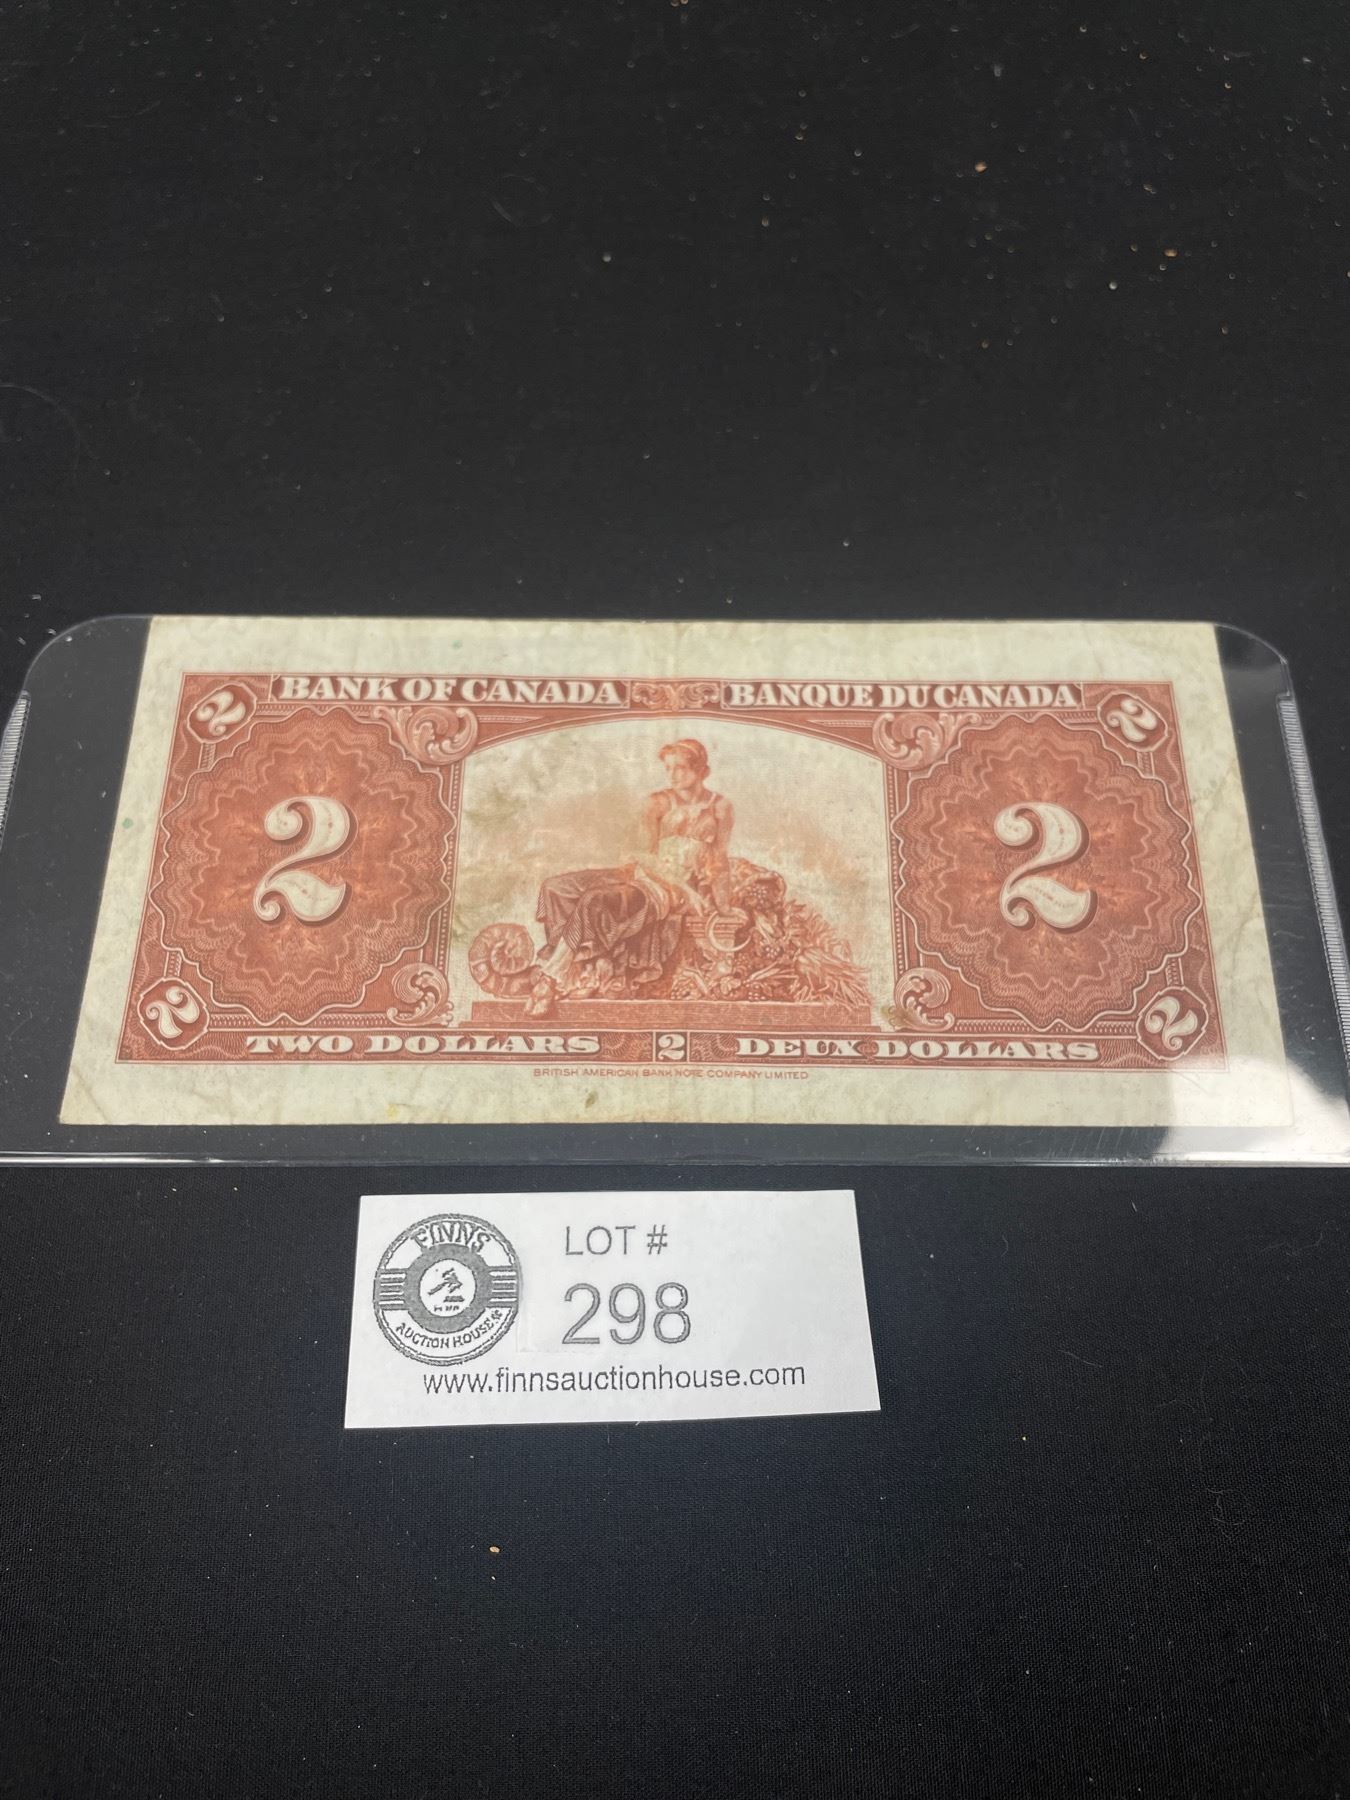 2 BANK OF CANADA BANQUE DU CANADA 2
2 2
2 TWO DOLLARS 2 DEUX DOLLARS 2
BRITISH AMERICAN BANK NOTE COMPANY LIMITED
FINNS
AUCTION HOUSE
LOT #
298
www.finnsauctionhouse.com